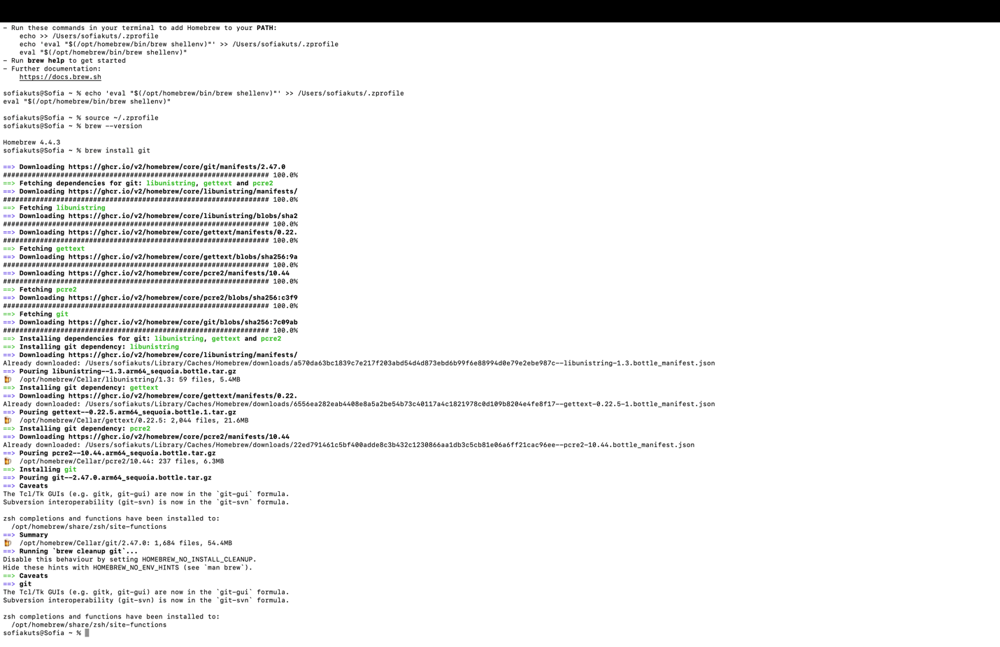 - Run these commands in your terminal to add Homebrew to your PATH:
    echo >> /Users/sofiakuts/.zprofile
    echo 'eval "$(/opt/homebrew/bin/brew shellenv)"' >> /Users/sofiakuts/.zprofile
    eval "$(/opt/homebrew/bin/brew shellenv)"
- Run brew help to get started
- Further documentation:
    https://docs.brew.sh

sofiakuts@Sofia ~ % echo 'eval "$(/opt/homebrew/bin/brew shellenv)"' >> /Users/sofiakuts/.zprofile
eval "$(/opt/homebrew/bin/brew shellenv)"

sofiakuts@Sofia ~ % source ~/.zprofile
sofiakuts@Sofia ~ % brew --version

Homebrew 4.4.3
sofiakuts@Sofia ~ % brew install git

==> Downloading https://ghcr.io/v2/homebrew/core/git/manifests/2.47.0
################################################################# 100.0%
==> Fetching dependencies for git: libunistring, gettext and pcre2
==> Downloading https://ghcr.io/v2/homebrew/core/libunistring/manifests/
################################################################# 100.0%
==> Fetching libunistring
==> Downloading https://ghcr.io/v2/homebrew/core/libunistring/blobs/sha2
################################################################# 100.0%
==> Downloading https://ghcr.io/v2/homebrew/core/gettext/manifests/0.22.
################################################################# 100.0%
==> Fetching gettext
==> Downloading https://ghcr.io/v2/homebrew/core/gettext/blobs/sha256:9a
################################################################# 100.0%
==> Downloading https://ghcr.io/v2/homebrew/core/pcre2/manifests/10.44
################################################################# 100.0%
==> Fetching pcre2
==> Downloading https://ghcr.io/v2/homebrew/core/pcre2/blobs/sha256:c3f9
################################################################# 100.0%
==> Fetching git
==> Downloading https://ghcr.io/v2/homebrew/core/git/blobs/sha256:7c09ab
################################################################# 100.0%
==> Installing dependencies for git: libunistring, gettext and pcre2
==> Installing git dependency: libunistring
==> Downloading https://ghcr.io/v2/homebrew/core/libunistring/manifests/
Already downloaded: /Users/sofiakuts/Library/Caches/Homebrew/downloads/a570da63bc1839c7e217f203abd54d4d873ebd6b99f6e88994d0e79e2ebe987c--libunistring-1.3.bottle_manifest.json
==> Pouring libunistring--1.3.arm64_sequoia.bottle.tar.gz
🍺  /opt/homebrew/Cellar/libunistring/1.3: 59 files, 5.4MB
==> Installing git dependency: gettext
==> Downloading https://ghcr.io/v2/homebrew/core/gettext/manifests/0.22.
Already downloaded: /Users/sofiakuts/Library/Caches/Homebrew/downloads/6556ea282eab4408e8a5a2be54b73c40117a4c1821978c0d109b8204e4fe8f17--gettext-0.22.5-1.bottle_manifest.json
==> Pouring gettext--0.22.5.arm64_sequoia.bottle.1.tar.gz
🍺  /opt/homebrew/Cellar/gettext/0.22.5: 2,044 files, 21.6MB
==> Installing git dependency: pcre2
==> Downloading https://ghcr.io/v2/homebrew/core/pcre2/manifests/10.44
Already downloaded: /Users/sofiakuts/Library/Caches/Homebrew/downloads/22ed791461c5bf400adde8c3b432c1230866aa1db3c5cb81e06a6ff21cac96ee--pcre2-10.44.bottle_manifest.json
==> Pouring pcre2--10.44.arm64_sequoia.bottle.tar.gz
🍺  /opt/homebrew/Cellar/pcre2/10.44: 237 files, 6.3MB
==> Installing git
==> Pouring git--2.47.0.arm64_sequoia.bottle.tar.gz
==> Caveats
The Tcl/Tk GUIs (e.g. gitk, git-gui) are now in the `git-gui` formula.
Subversion interoperability (git-svn) is now in the `git-svn` formula.

zsh completions and functions have been installed to:
  /opt/homebrew/share/zsh/site-functions
==> Summary
🍺  /opt/homebrew/Cellar/git/2.47.0: 1,684 files, 54.4MB
==> Running `brew cleanup git`...
Disable this behaviour by setting HOMEBREW_NO_INSTALL_CLEANUP.
Hide these hints with HOMEBREW_NO_ENV_HINTS (see `man brew`).
==> Caveats
==> git
The Tcl/Tk GUIs (e.g. gitk, git-gui) are now in the `git-gui` formula.
Subversion interoperability (git-svn) is now in the `git-svn` formula.

zsh completions and functions have been installed to:
  /opt/homebrew/share/zsh/site-functions
sofiakuts@Sofia ~ %